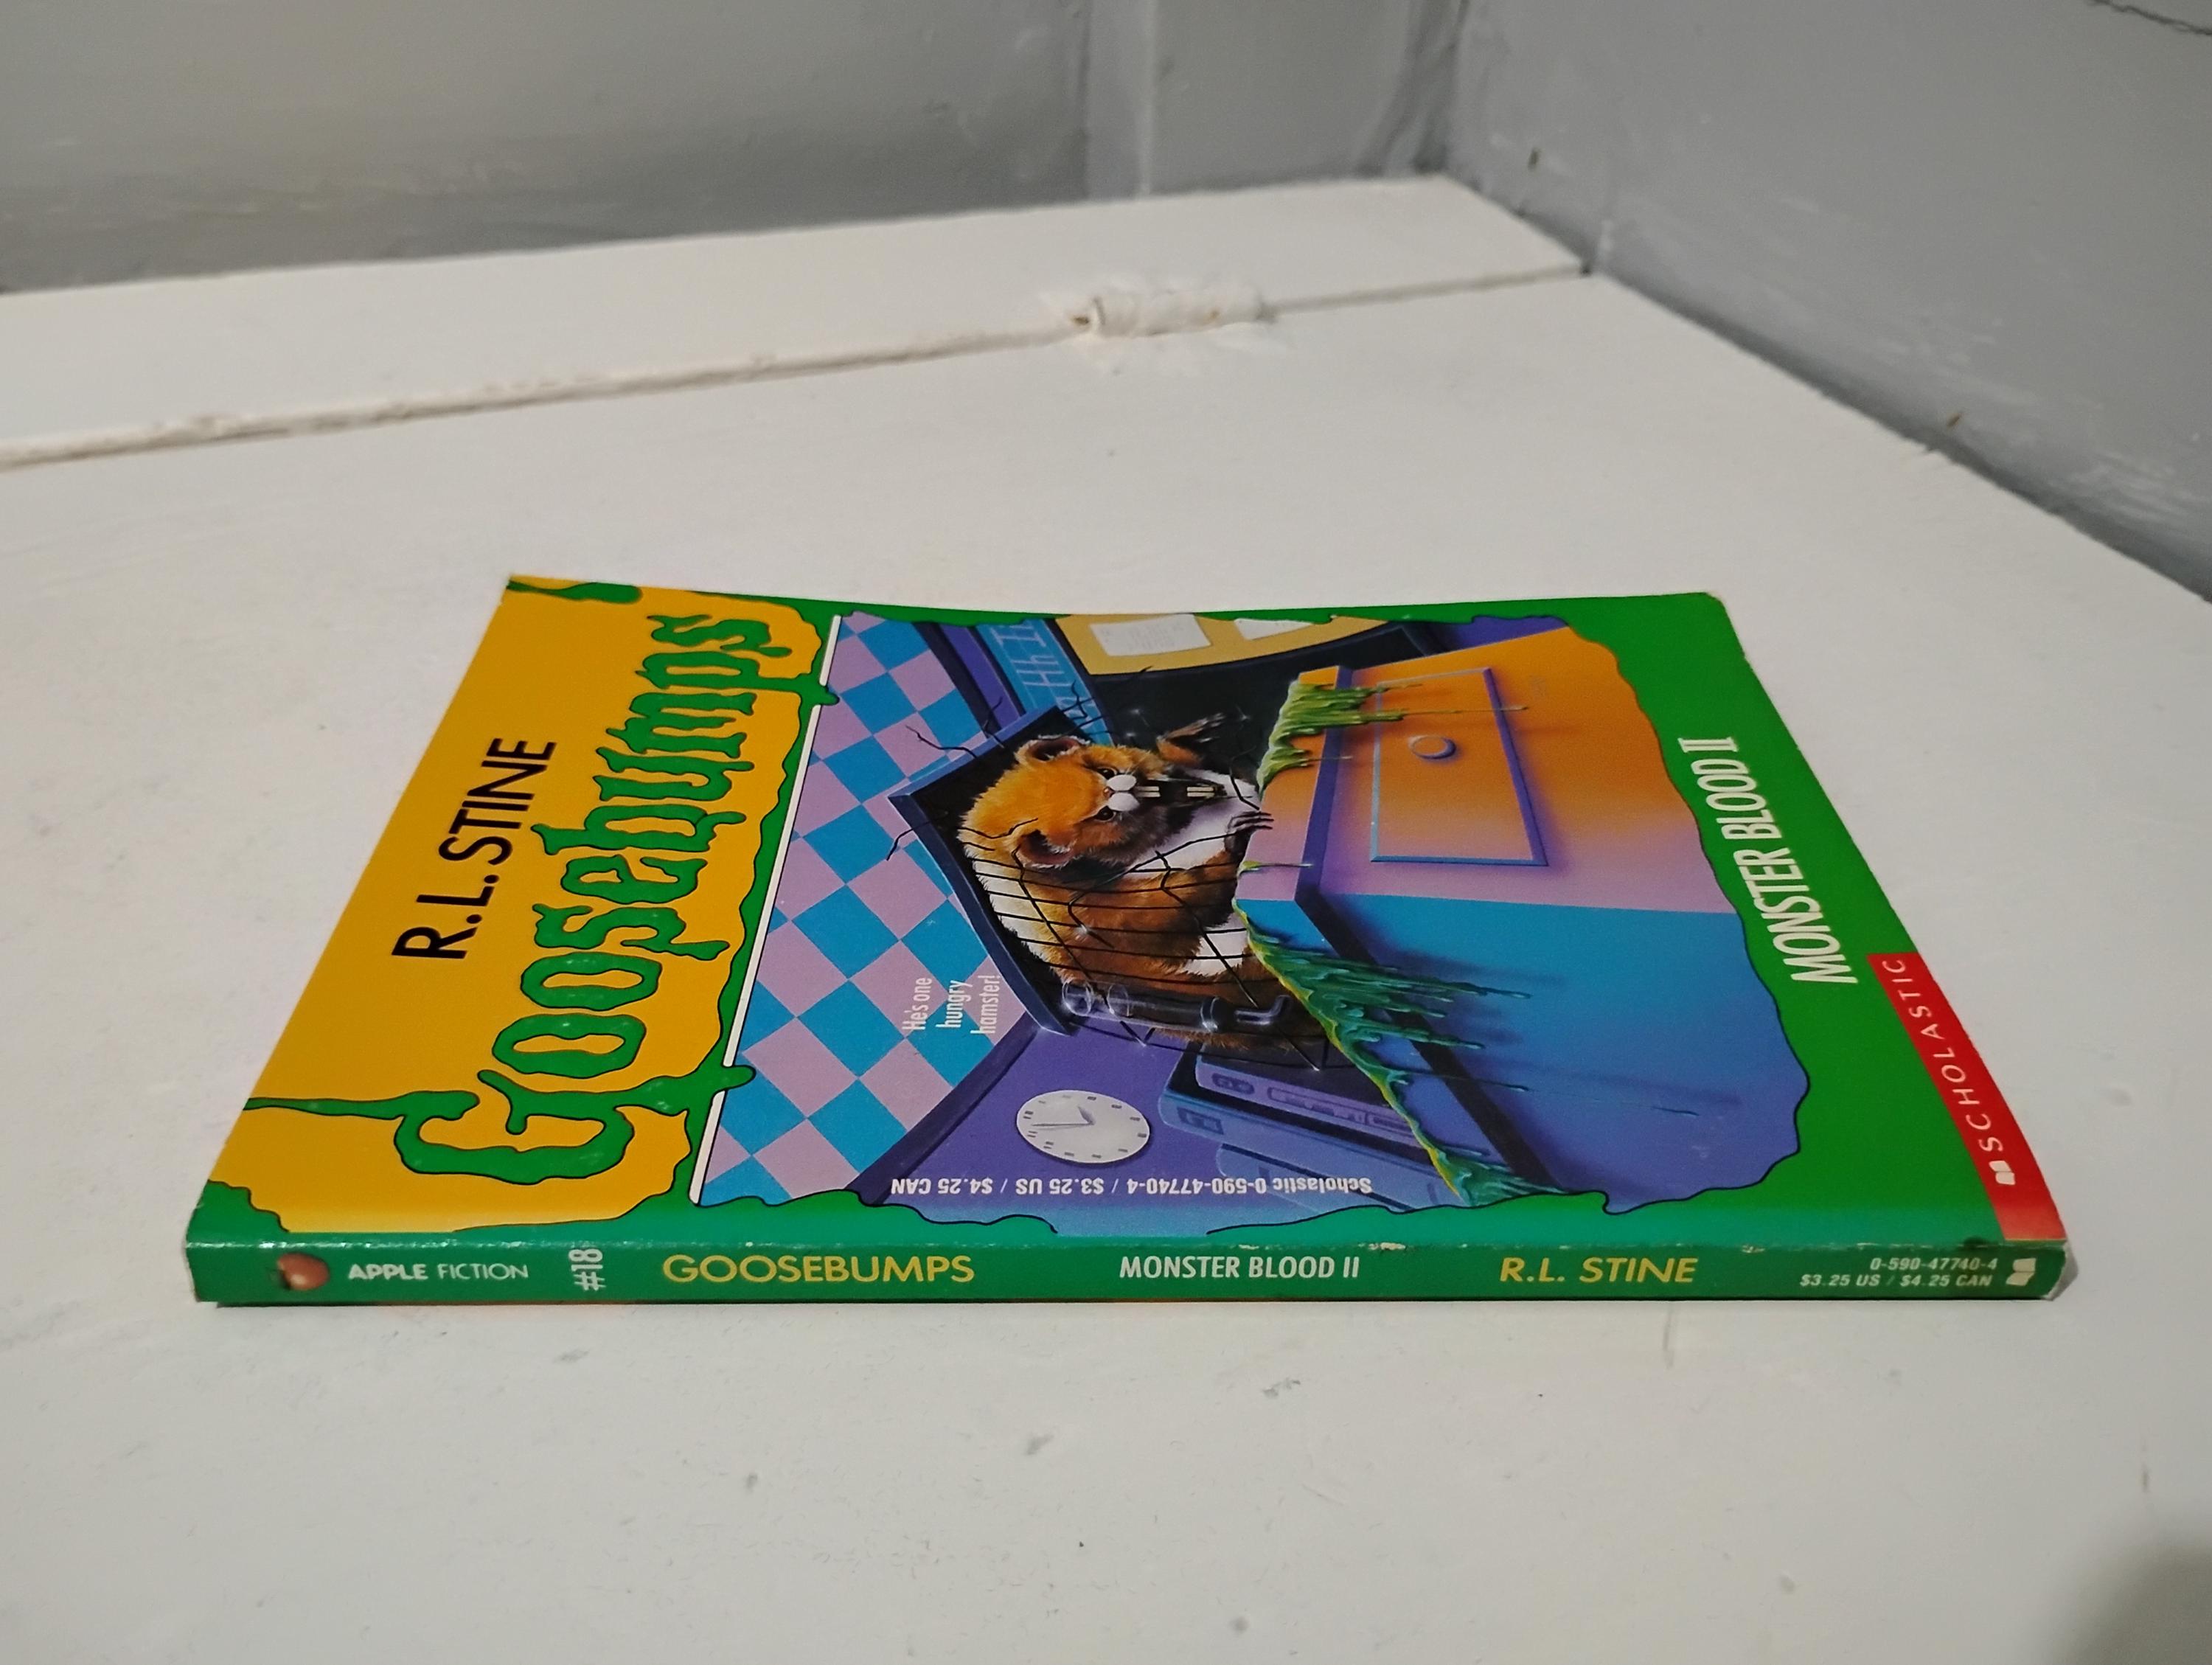 R.L. STINE
Goosebumps
He's one
hungry
hamster!
Scholastic 0-590-47740-4 / $3.25 US / $4.25 CAN
MONSTER BLOOD II
SCHOLASTIC
APPLE FICTION
#18
GOOSEBUMPS
MONSTER BLOOD II
R.L. STINE
0-590-47740-4
$3.25 US / $4.25 CAN